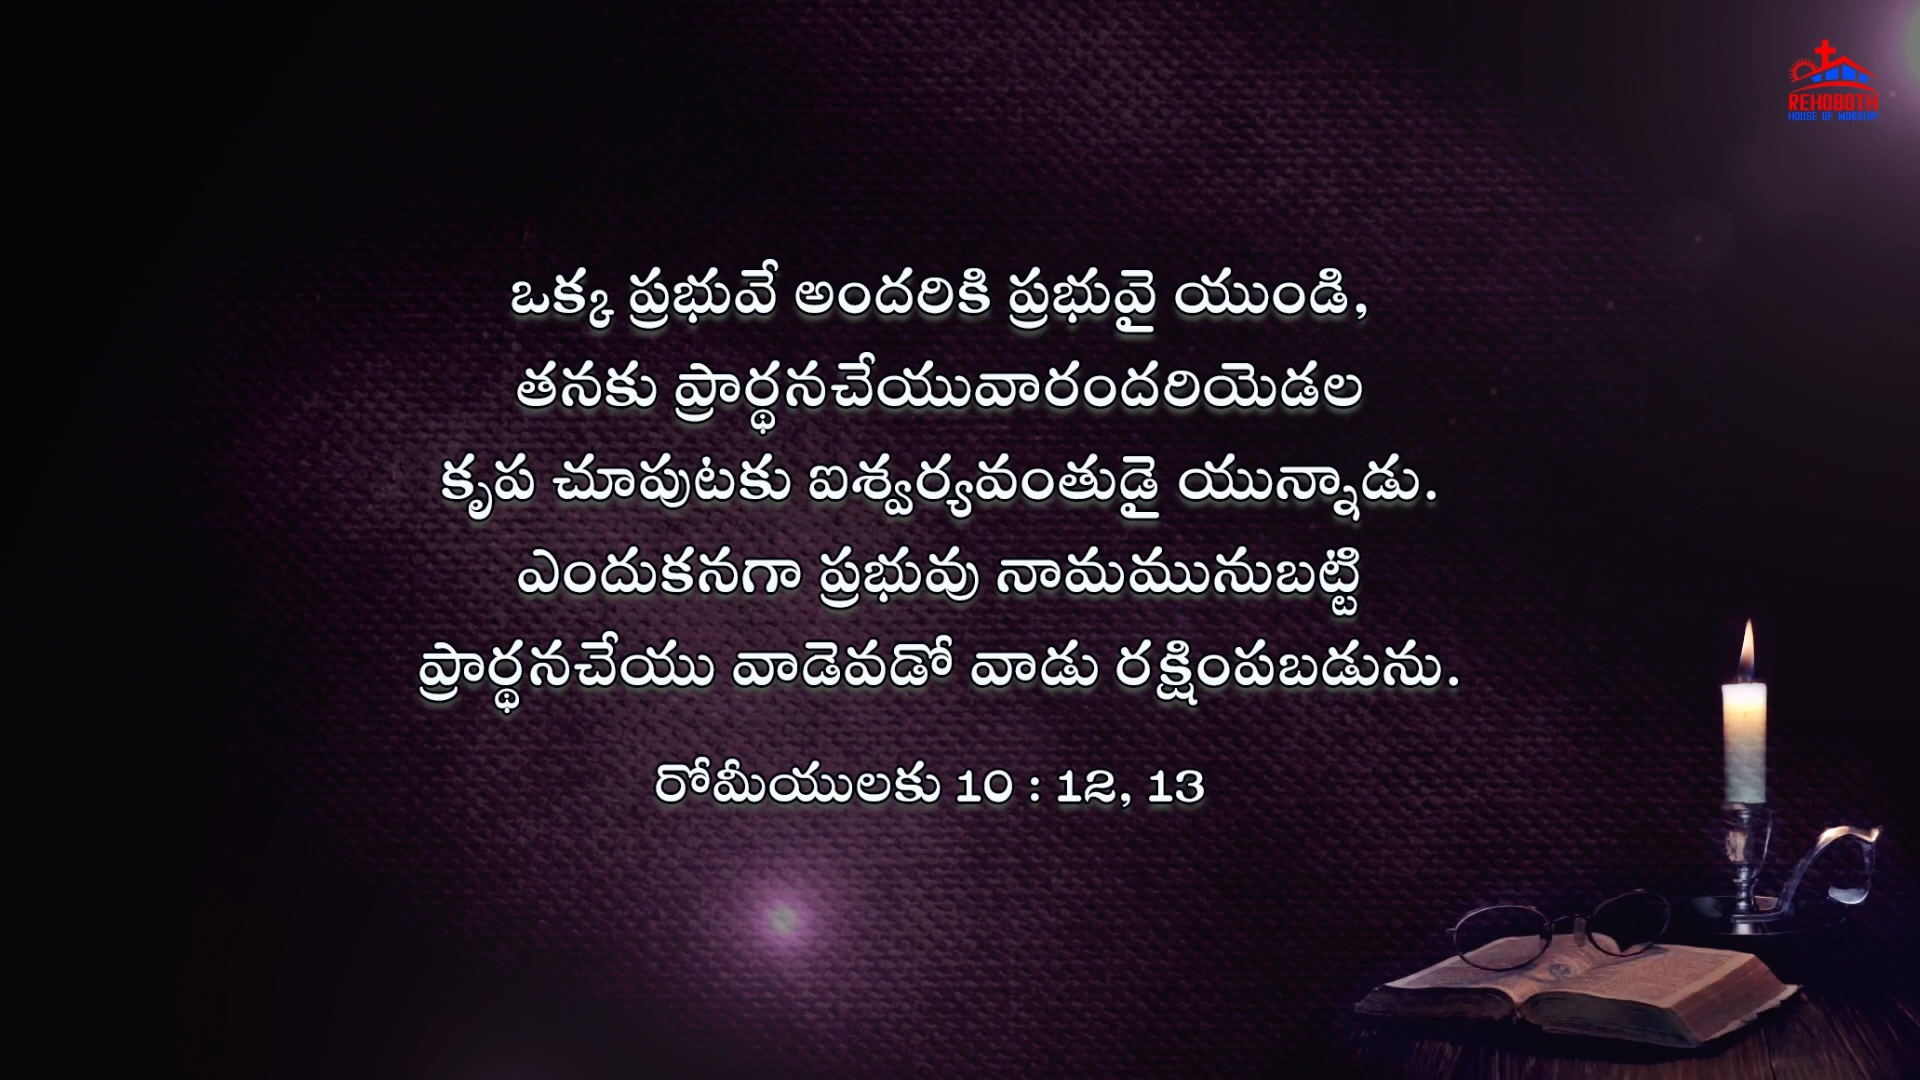 REHOBOTH
HOUSE OF WORSHIP
ఒక్క ప్రభువే అందరికి ప్రభువై యుండి,
తనకు ప్రార్థనచేయువారందరియెడల
కృప చూపుటకు ఐశ్వర్యవంతుడై యున్నాడు.
ఎందుకనగా ప్రభువు నామమునుబట్టి
ప్రార్థనచేయు వాడెవడో వాడు రక్షింపబడును.
రోమీయులకు 10 : 12, 13